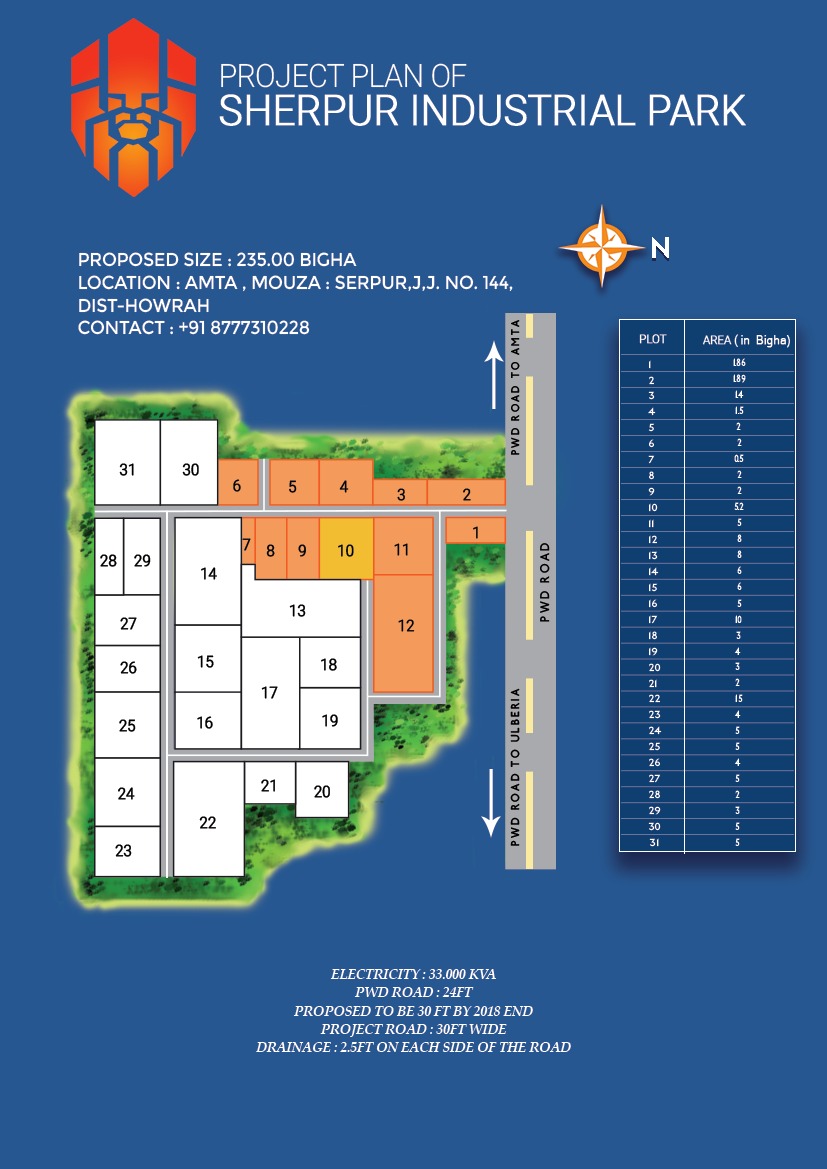 PROJECT PLAN OF
SHERPUR INDUSTRIAL PARK
N
PROPOSED SIZE : 235.00 BIGHA
LOCATION : AMTA , MOUZA : SERPUR,J,J. NO. 144,
DIST-HOWRAH
CONTACT : +91 8777310228
PWD ROAD TO AMTA
PWD ROAD
PWD ROAD TO ULBERIA
31 30 6 5 4 3 2
1
28 29 14 7 8 9 10 11
13
27 12
26 15 18
17
25 16 19
24 22 21 20
23
PLOT AREA ( in Bigha)
1 1.86
2 1.89
3 1.4
4 1.5
5 2
6 2
7 0.5
8 2
9 2
10 5.2
11 5
12 8
13 8
14 6
15 6
16 5
17 10
18 3
19 4
20 3
21 2
22 15
23 4
24 5
25 5
26 4
27 5
28 2
29 3
30 5
31 5
ELECTRICITY : 33.000 KVA
PWD ROAD : 24FT
PROPOSED TO BE 30 FT BY 2018 END
PROJECT ROAD : 30FT WIDE
DRAINAGE : 2.5FT ON EACH SIDE OF THE ROAD